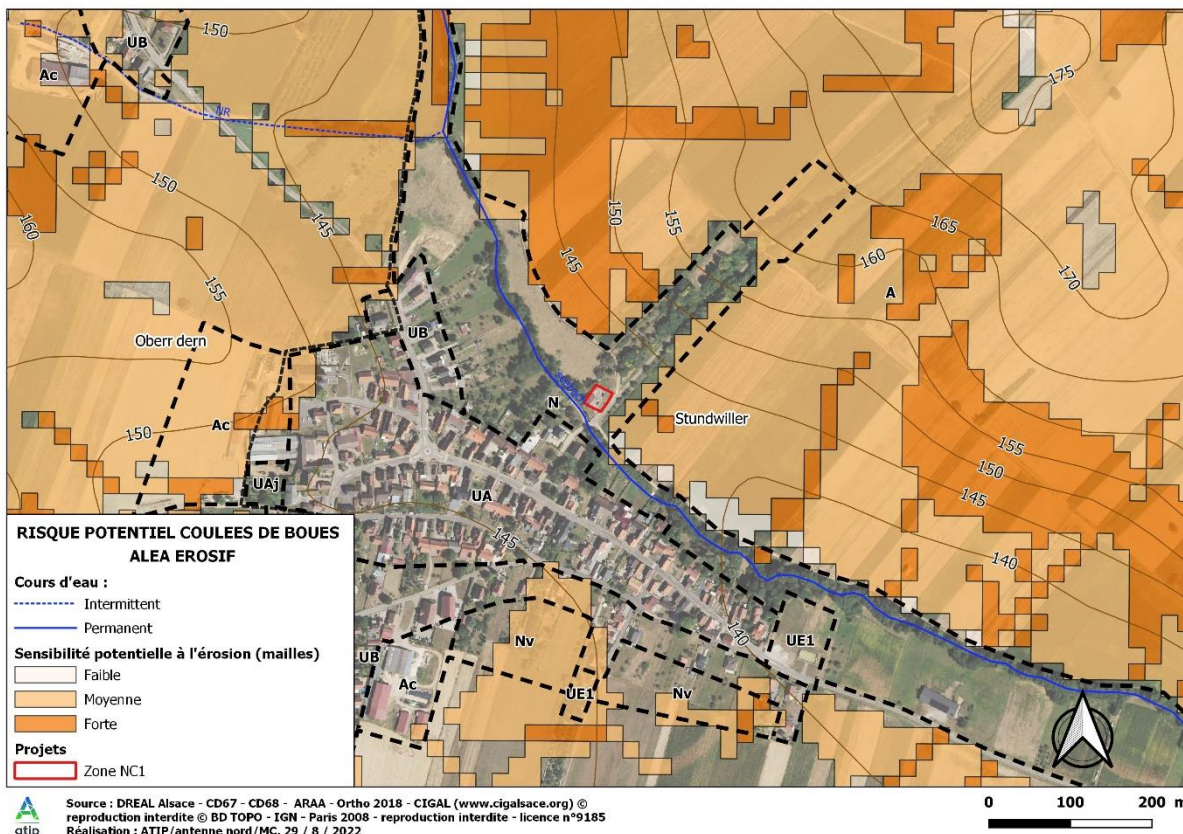 150
UB
Ac
NR
150
145
160
155
Oberr dern
150
Ac
UAj
UB
UA
145
N
175
150
155
145
165
160
170
A
Stundwiller
155
150
145
140
UB
Ac
Nv
UE1
Nv
140
UE1
RISQUE POTENTIEL COULEES DE BOUES
ALEA EROSIF
Cours d'eau :
Intermittent
Permanent
Sensibilité potentielle à l'érosion (mailles)
Faible
Moyenne
Forte
Projets
Zone NC1
atip
Source : DREAL Alsace - CD67 - CD68 - ARAA - Ortho 2018 - CIGAL (www.cigalsace.org) ©
reproduction interdite © BD TOPO - IGN - Paris 2008 - reproduction interdite - licence n°9185
Réalisation : ATIP/antenne nord/MC, 29 / 8 / 2022
0 100 200 m